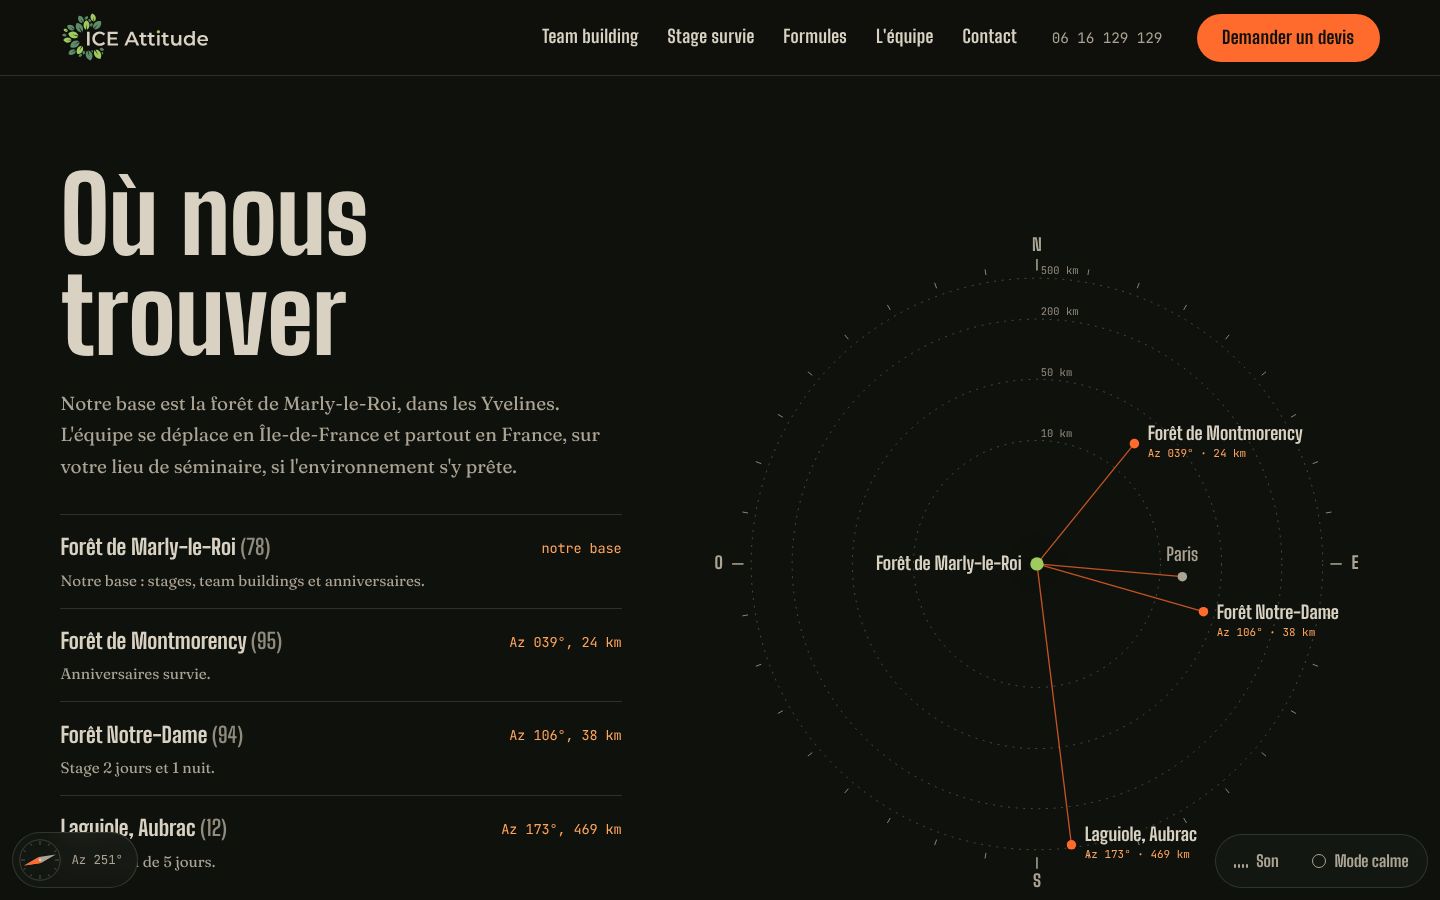 ICE Attitude
Team building
Stage survie
Formules
L'équipe
Contact
06 16 129 129
Demander un devis
Où nous
trouver
Notre base est la forêt de Marly-le-Roi, dans les Yvelines.
L'équipe se déplace en Île-de-France et partout en France, sur
votre lieu de séminaire, si l'environnement s'y prête.
Forêt de Marly-le-Roi (78)
notre base
Notre base : stages, team buildings et anniversaires.
Forêt de Montmorency (95)
Az 039°, 24 km
Anniversaires survie.
Forêt Notre-Dame (94)
Az 106°, 38 km
Stage 2 jours et 1 nuit.
Laguiole, Aubrac (12)
Az 173°, 469 km
de 5 jours.
Az 251°
N
500 km
200 km
50 km
10 km
Forêt de Montmorency
Az 039° · 24 km
Paris
O
Forêt de Marly-le-Roi
E
Forêt Notre-Dame
Az 106° · 38 km
Laguiole, Aubrac
Az 173° · 469 km
S
Son
Mode calme